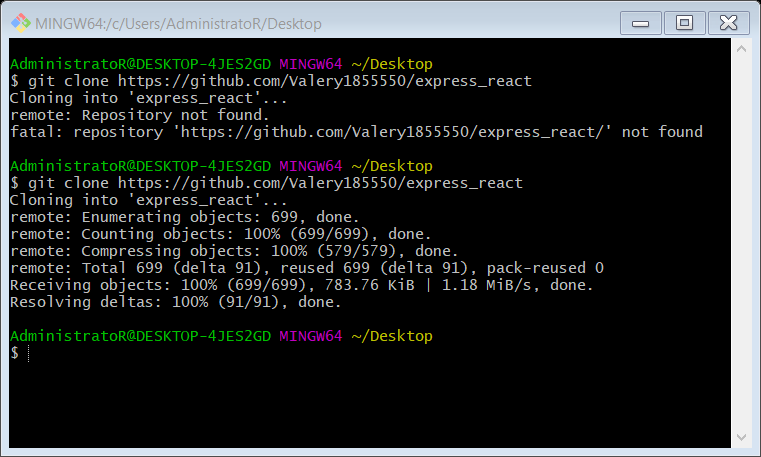 MINGW64:/c/Users/AdministratoR/Desktop
AdministratoR@DESKTOP-4JES2GD MINGW64 ~/Desktop
$ git clone https://github.com/Valery1855550/express_react
Cloning into 'express_react'...
remote: Repository not found.
fatal: repository 'https://github.com/Valery1855550/express_react/' not found
AdministratoR@DESKTOP-4JES2GD MINGW64 ~/Desktop
$ git clone https://github.com/Valery185550/express_react
Cloning into 'express_react'...
remote: Enumerating objects: 699, done.
remote: Counting objects: 100% (699/699), done.
remote: Compressing objects: 100% (579/579), done.
remote: Total 699 (delta 91), reused 699 (delta 91), pack-reused 0
Receiving objects: 100% (699/699), 783.76 KiB | 1.18 MiB/s, done.
Resolving deltas: 100% (91/91), done.
AdministratoR@DESKTOP-4JES2GD MINGW64 ~/Desktop
$